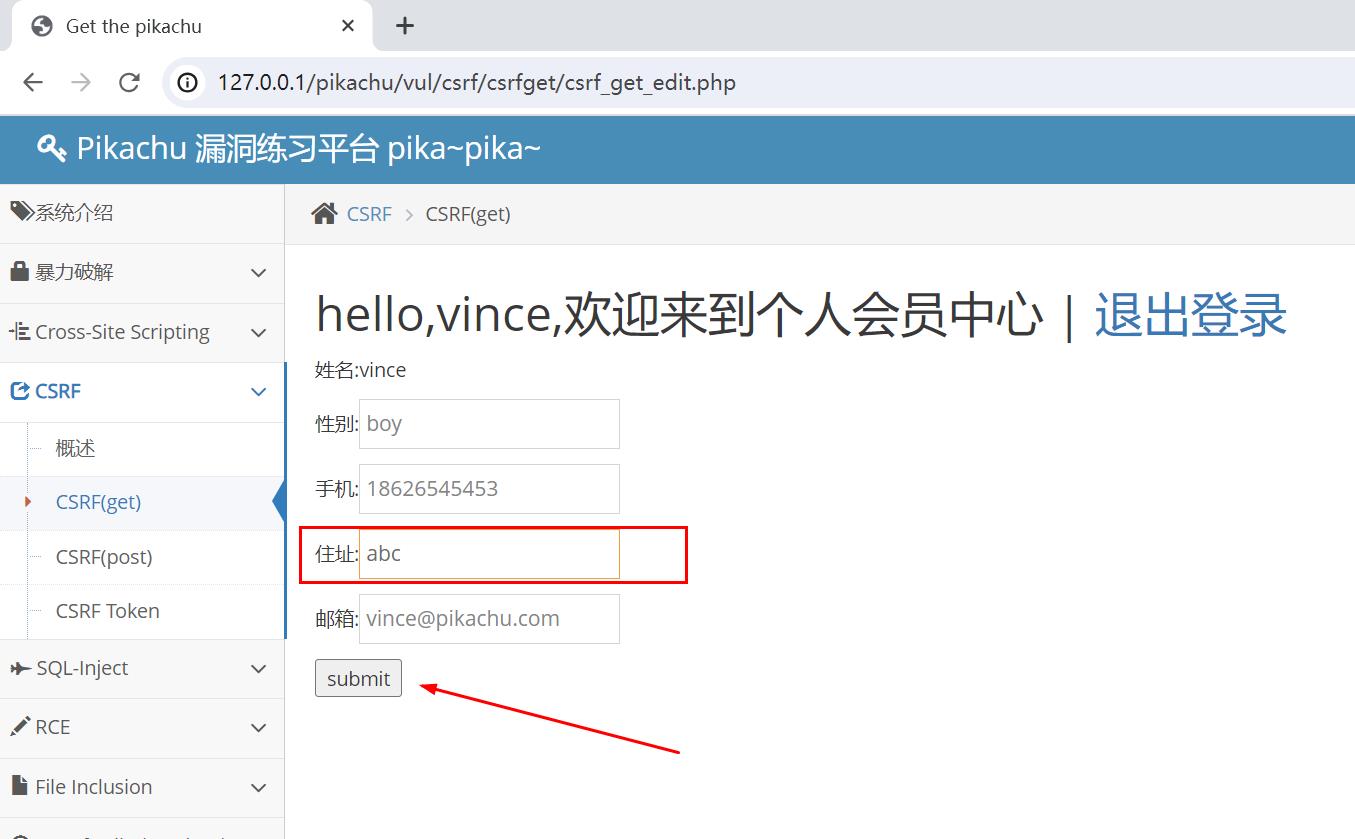 Get the pikachu
127.0.0.1/pikachu/vul/csrf/csrfget/csrf_get_edit.php
Pikachu 漏洞练习平台 pika~pika~
系统介绍
暴力破解
Cross-Site Scripting
CSRF
概述
CSRF(get)
CSRF(post)
CSRF Token
SQL-Inject
RCE
File Inclusion
CSRF > CSRF(get)
hello,vince,欢迎来到个人会员中心 | 退出登录
姓名:vince
性别: boy
手机: 18626545453
住址: abc
邮箱: vince@pikachu.com
submit